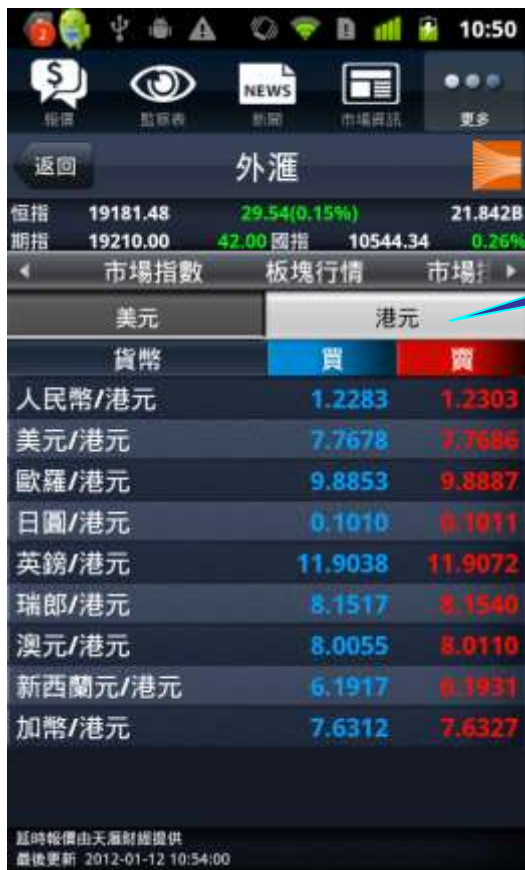 2
10:50
$
NEWS
報價 監察表 新聞 市場資訊 更多
返回 外滙
恒指 19181.48 29.54(0.15%) 21.842B
期指 19210.00 42.00 國指 10544.34 0.26%
市場指數 板塊行情 市場
美元 港元
貨幣 買 賣
人民幣/港元 1.2283 1.2303
美元/港元 7.7678 7.7686
歐羅/港元 9.8853 9.8887
日圓/港元 0.1010 0.1011
英鎊/港元 11.9038 11.9072
瑞郎/港元 8.1517 8.1540
澳元/港元 8.0055 8.0110
新西蘭元/港元 6.1917 6.1931
加幣/港元 7.6312 7.6327
延時報價由天滙財經提供
最後更新 2012-01-12 10:54:00